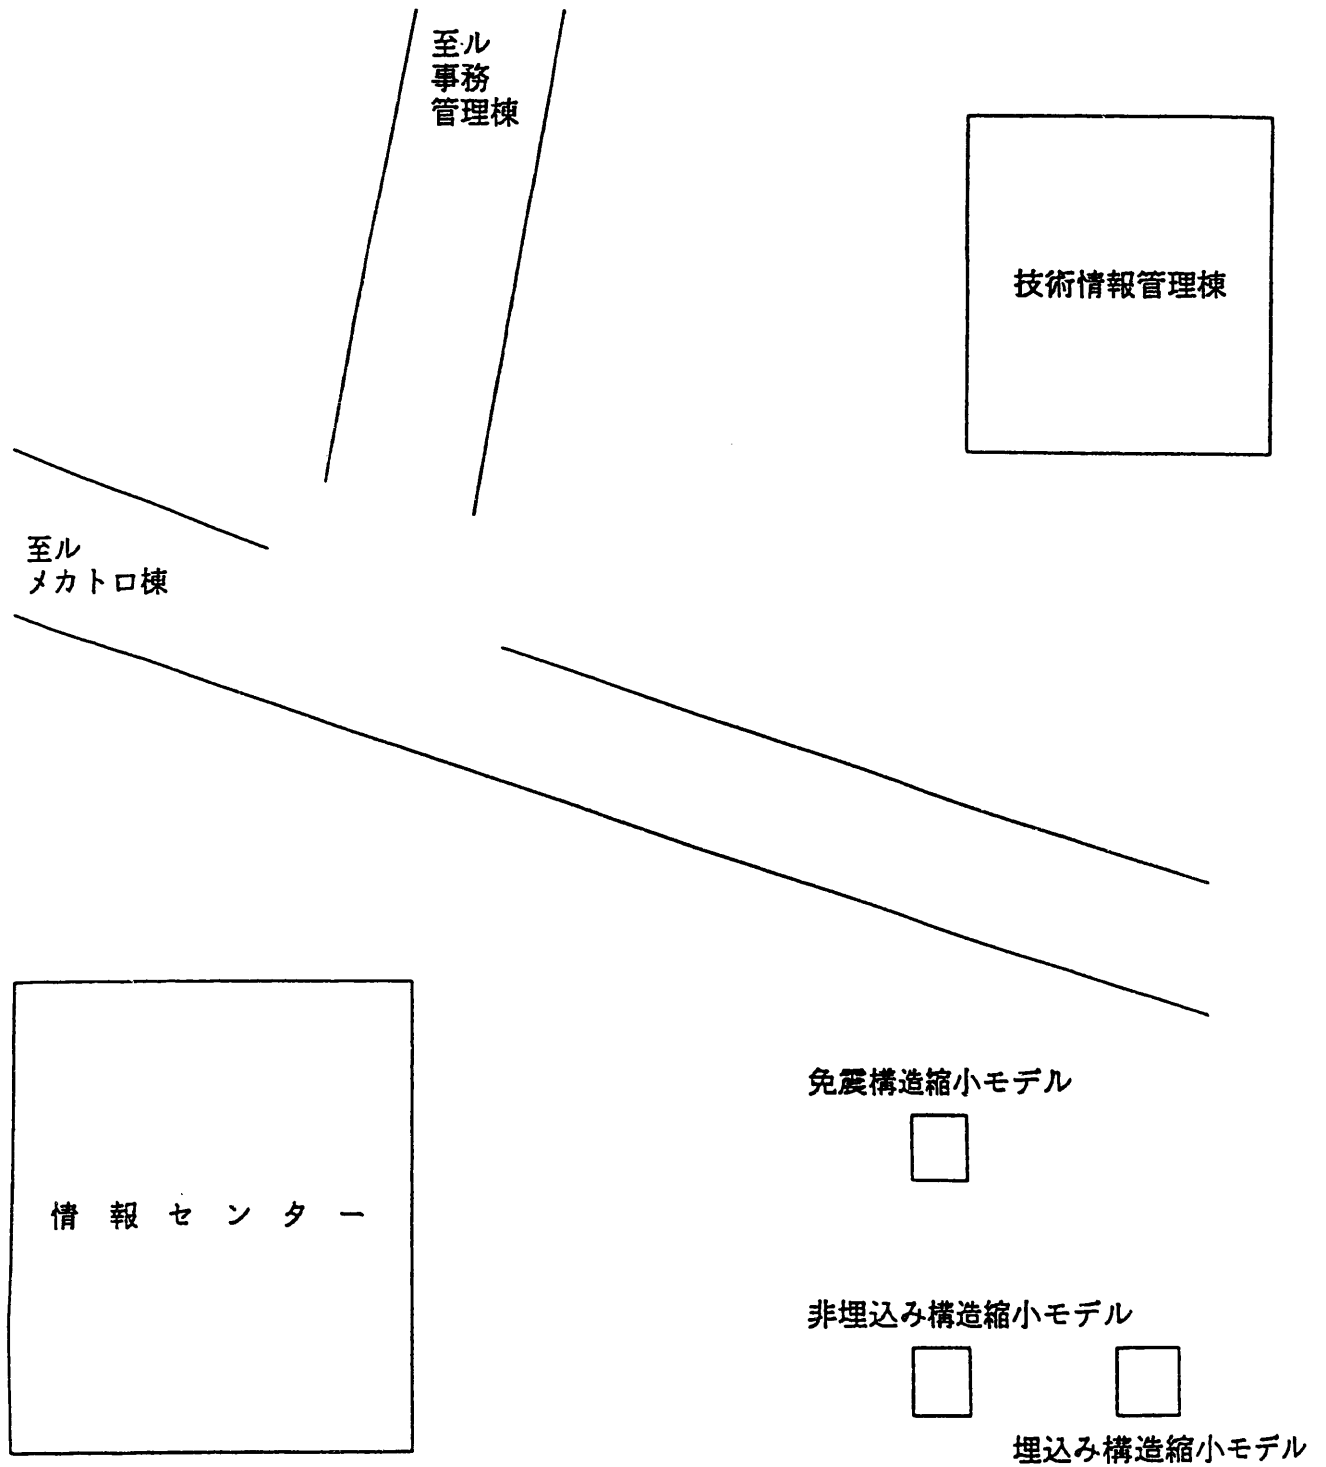 至ル
事務
管理棟
技術情報管理棟
至ル
メカトロ棟
免震構造縮小モデル
情報センター
非埋込み構造縮小モデル
埋込み構造縮小モデル